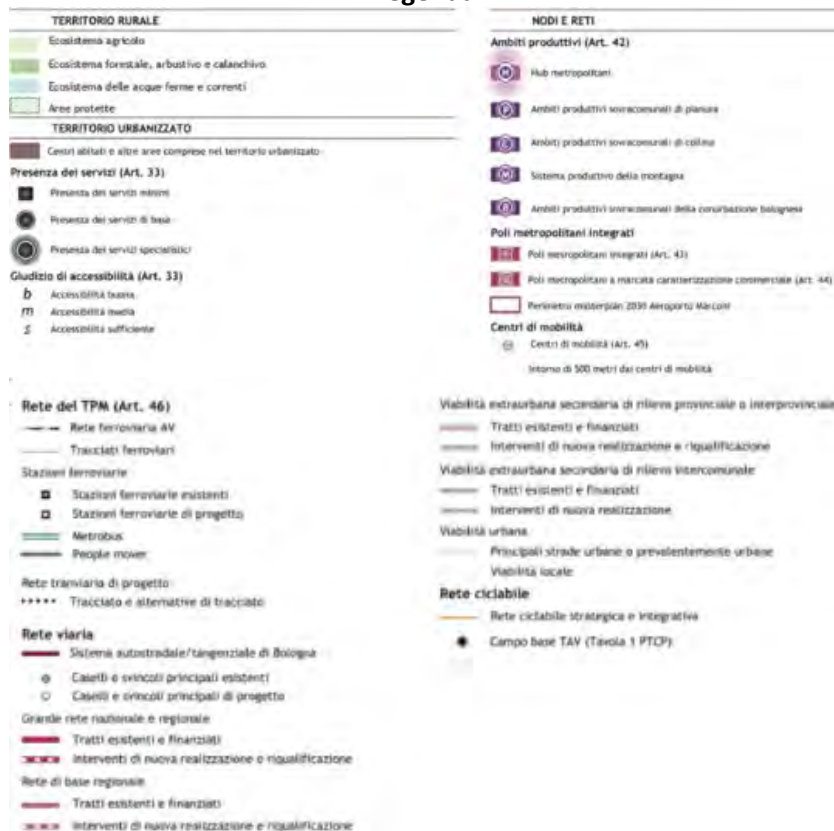 TERRITORIO RURALE
Ecosistema agricolo
Ecosistema forestale, arbustivo e calanchivo
Ecosistema delle acque ferme e correnti
Aree protette
TERRITORIO URBANIZZATO
Centri abitati e altre aree comprese nel territorio urbanizzato
Presenza dei servizi (Art. 33)
Presenza dei servizi minimi
Presenza dei servizi di base
Presenza dei servizi specialistici
Giudizio di accessibilità (Art. 33)
b Accessibilità buona
m Accessibilità media
s Accessibilità sufficiente
NODI E RETI
Ambiti produttivi (Art. 42)
H Hub metropolitani
P Ambiti produttivi sovracomunali di pianura
C Ambiti produttivi sovracomunali di collina
M Sistema produttivo della montagna
B Ambiti produttivi sovracomunali della conurbazione bolognese
Poli metropolitani integrati
Poli metropolitani integrati (Art. 43)
Poli metropolitani a marcata caratterizzazione commerciale (Art. 44)
Perimetro masterplan 2030 Aeroporto Marconi
Centri di mobilità
Centri di mobilità (Art. 45)
Intorno di 500 metri dai centri di mobilità
Rete del TPM (Art. 46)
Rete ferroviaria AV
Tracciati ferroviari
Stazioni ferroviarie
Stazioni ferroviarie esistenti
Stazioni ferroviarie di progetto
Metrobus
People mover
Rete tranviaria di progetto
Tracciato e alternative di tracciato
Rete viaria
Sistema autostradale/tangenziale di Bologna
Caselli o svincoli principali esistenti
Caselli o svincoli principali di progetto
Grande rete nazionale e regionale
Tratti esistenti e finanziati
Interventi di nuova realizzazione o riqualificazione
Rete di base regionale
Tratti esistenti e finanziati
Interventi di nuova realizzazione e riqualificazione
Viabilità extraurbana secondaria di rilievo provinciale o interprovinciale
Tratti esistenti e finanziati
Interventi di nuova realizzazione e riqualificazione
Viabilità extraurbana secondaria di rilievo intercomunale
Tratti esistenti e finanziati
Interventi di nuova realizzazione
Viabilità urbana
Principali strade urbane o prevalentemente urbane
Viabilità locale
Rete ciclabile
Rete ciclabile strategica e integrativa
Campo base TAV (Tavola 1 PTCP)